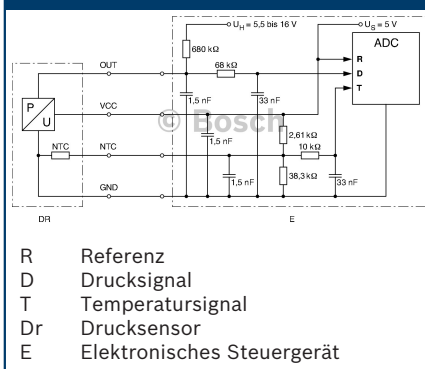 U_H = 5,5 bis 16 V
U_S = 5 V
ADC
680 kΩ
R
OUT
68 kΩ
D
T
P
U
1,5 nF
33 nF
VCC
© Bosch
2,61 kΩ
1,5 nF
NTC
NTC
10 kΩ
1,5 nF
38,3 kΩ
33 nF
GND
DR
E
R Referenz
D Drucksignal
T Temperatursignal
Dr Drucksensor
E Elektronisches Steuergerät